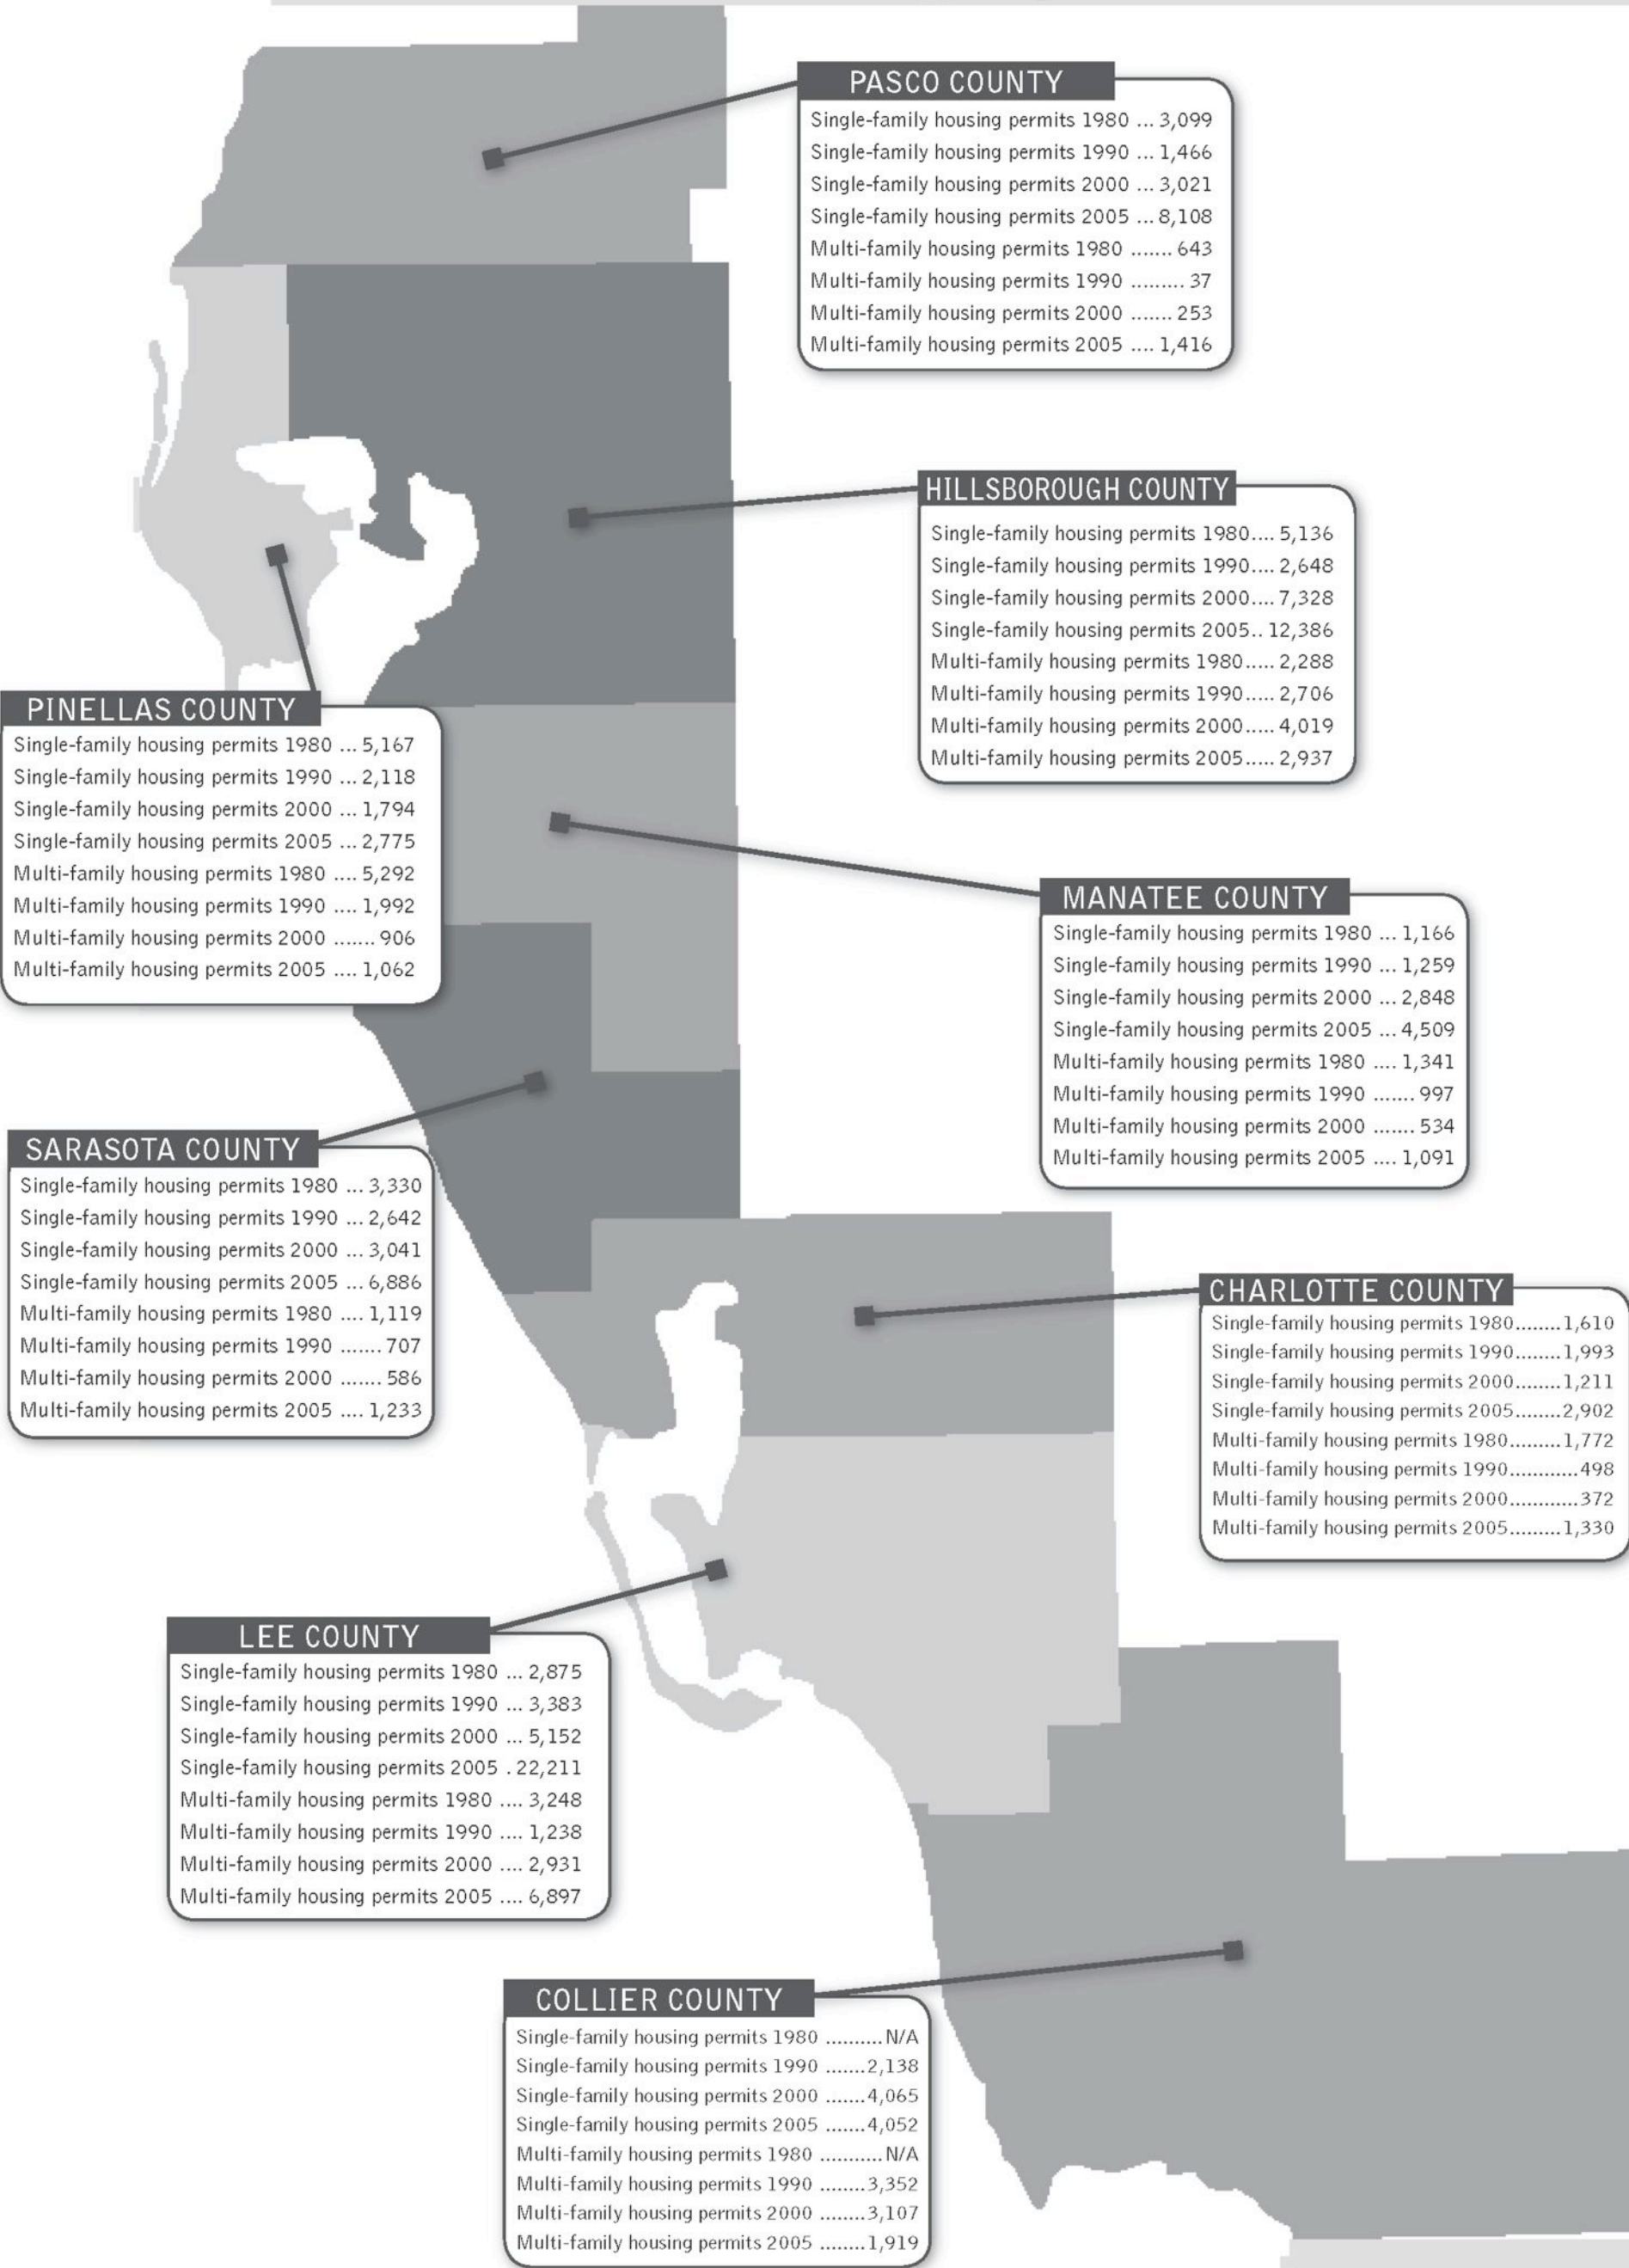 PASCO COUNTY
Single-family housing permits 1980 ... 3,099
Single-family housing permits 1990 ... 1,466
Single-family housing permits 2000 ... 3,021
Single-family housing permits 2005 ... 8,108
Multi-family housing permits 1980 ....... 643
Multi-family housing permits 1990 ......... 37
Multi-family housing permits 2000 ....... 253
Multi-family housing permits 2005 .... 1,416
HILLSBOROUGH COUNTY
Single-family housing permits 1980.... 5,136
Single-family housing permits 1990.... 2,648
Single-family housing permits 2000.... 7,328
Single-family housing permits 2005.. 12,386
Multi-family housing permits 1980..... 2,288
Multi-family housing permits 1990..... 2,706
Multi-family housing permits 2000..... 4,019
Multi-family housing permits 2005..... 2,937
PINELLAS COUNTY
Single-family housing permits 1980 ... 5,167
Single-family housing permits 1990 ... 2,118
Single-family housing permits 2000 ... 1,794
Single-family housing permits 2005 ... 2,775
Multi-family housing permits 1980 .... 5,292
Multi-family housing permits 1990 .... 1,992
Multi-family housing permits 2000 ....... 906
Multi-family housing permits 2005 .... 1,062
MANATEE COUNTY
Single-family housing permits 1980 ... 1,166
Single-family housing permits 1990 ... 1,259
Single-family housing permits 2000 ... 2,848
Single-family housing permits 2005 ... 4,509
Multi-family housing permits 1980 .... 1,341
Multi-family housing permits 1990 ....... 997
Multi-family housing permits 2000 ....... 534
Multi-family housing permits 2005 .... 1,091
SARASOTA COUNTY
Single-family housing permits 1980 ... 3,330
Single-family housing permits 1990 ... 2,642
Single-family housing permits 2000 ... 3,041
Single-family housing permits 2005 ... 6,886
Multi-family housing permits 1980 .... 1,119
Multi-family housing permits 1990 ....... 707
Multi-family housing permits 2000 ....... 586
Multi-family housing permits 2005 .... 1,233
CHARLOTTE COUNTY
Single-family housing permits 1980........1,610
Single-family housing permits 1990........1,993
Single-family housing permits 2000........1,211
Single-family housing permits 2005........2,902
Multi-family housing permits 1980.........1,772
Multi-family housing permits 1990............498
Multi-family housing permits 2000............372
Multi-family housing permits 2005.........1,330
LEE COUNTY
Single-family housing permits 1980 ... 2,875
Single-family housing permits 1990 ... 3,383
Single-family housing permits 2000 ... 5,152
Single-family housing permits 2005 . 22,211
Multi-family housing permits 1980 .... 3,248
Multi-family housing permits 1990 .... 1,238
Multi-family housing permits 2000 .... 2,931
Multi-family housing permits 2005 .... 6,897
COLLIER COUNTY
Single-family housing permits 1980 ..........N/A
Single-family housing permits 1990 .......2,138
Single-family housing permits 2000 .......4,065
Single-family housing permits 2005 .......4,052
Multi-family housing permits 1980 ...........N/A
Multi-family housing permits 1990 ........3,352
Multi-family housing permits 2000 ........3,107
Multi-family housing permits 2005 ........1,919